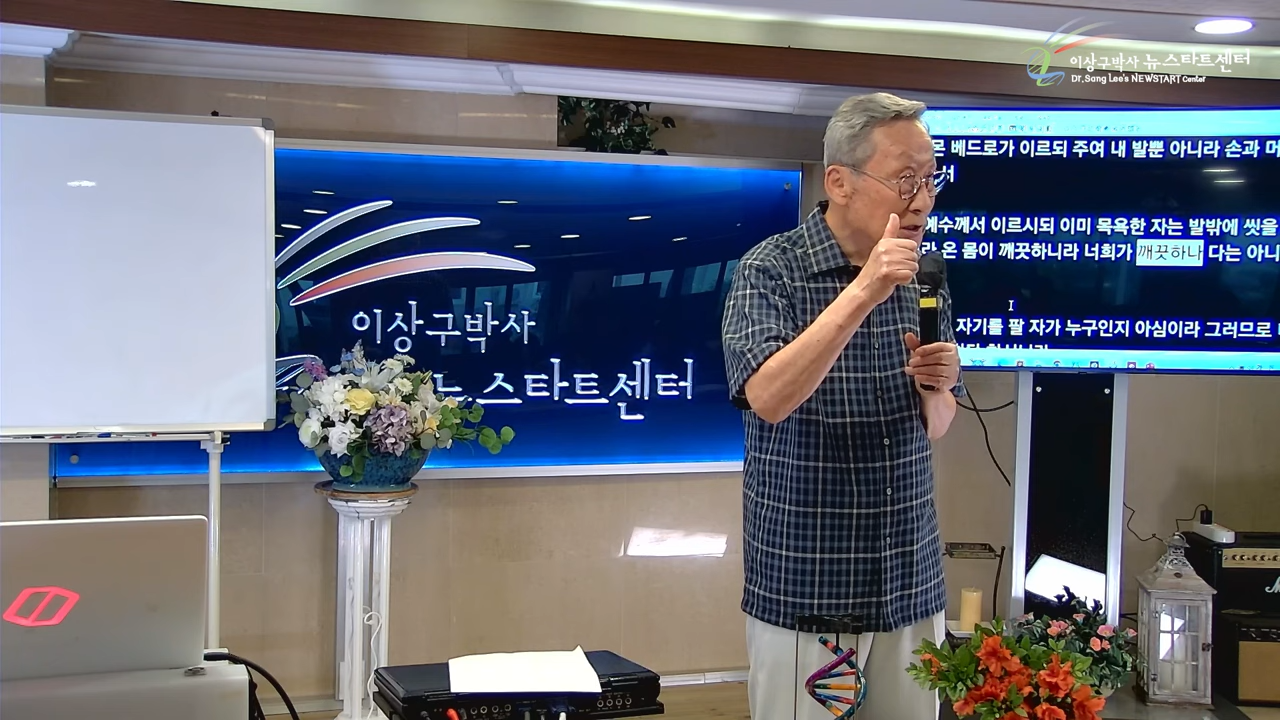 이상구박사 뉴스타트센터
Dr. Sang Lee's NEWSTART Center
베드로가 이르되 주여 내 발뿐 아니라 손과
서
예수께서 이르시되 이미 목욕한 자는 발밖에 씻을
온 몸이 깨끗하니라 너희가 깨끗하나 다는
자기를 팔 자가 누구인지 아심이라 그러므로
이상구박사
뉴스타트센터